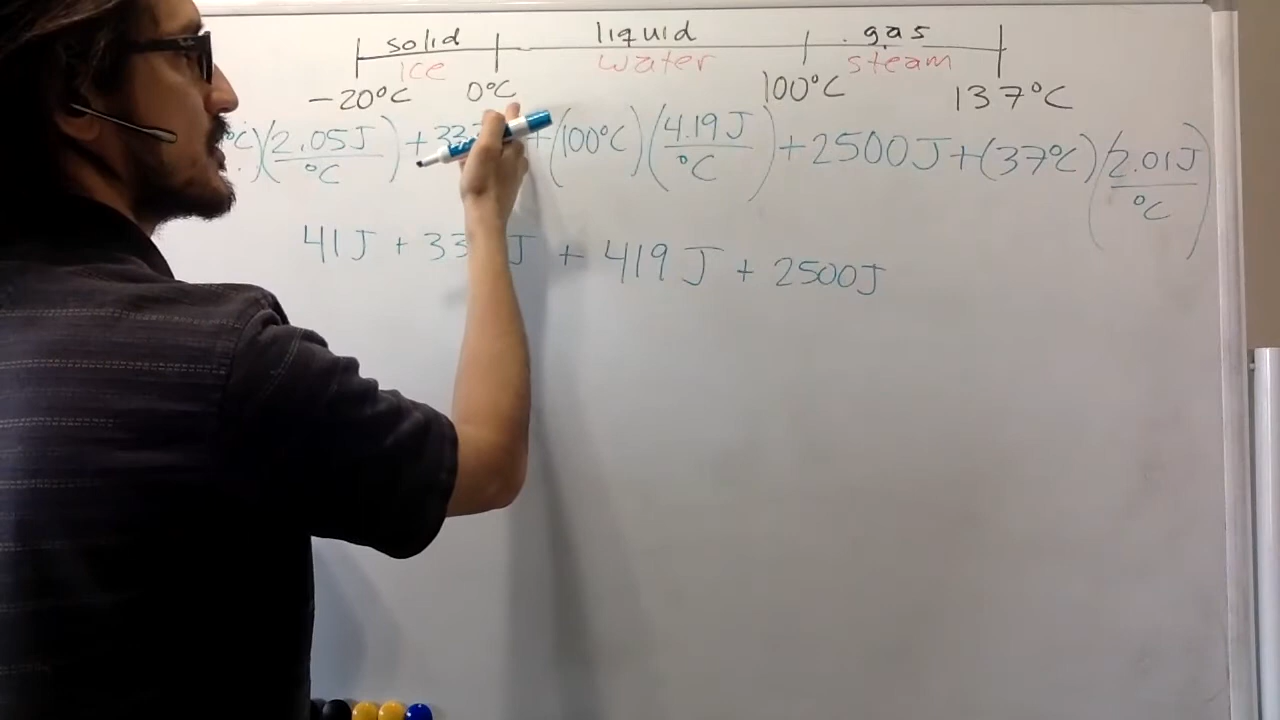 solid liquid gas
ice water steam
-20°C 0°C 100°C 137°C
°C)(2.05J/°C) +33 +(100°C)(4.19J/°C)+2500J+(37°C)(2.01J/°C)
41J + 33 J + 419J + 2500J